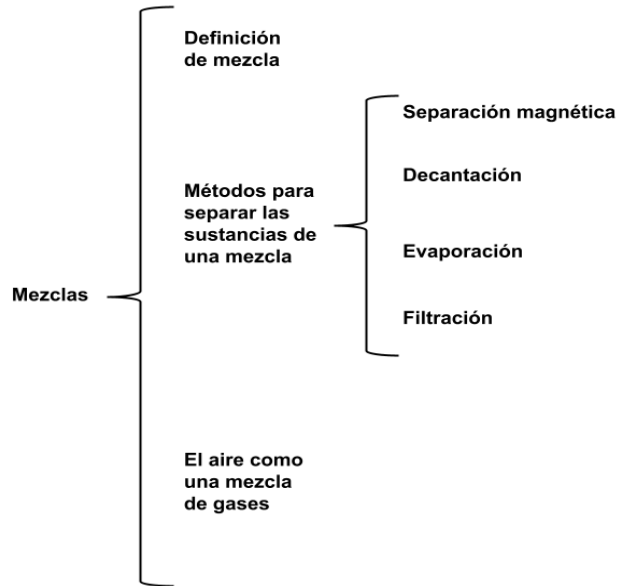 Definición
de mezcla
Separación magnética
Decantación
Métodos para
separar las
sustancias de
una mezcla
Evaporación
Mezclas
Filtración
El aire como
una mezcla
de gases